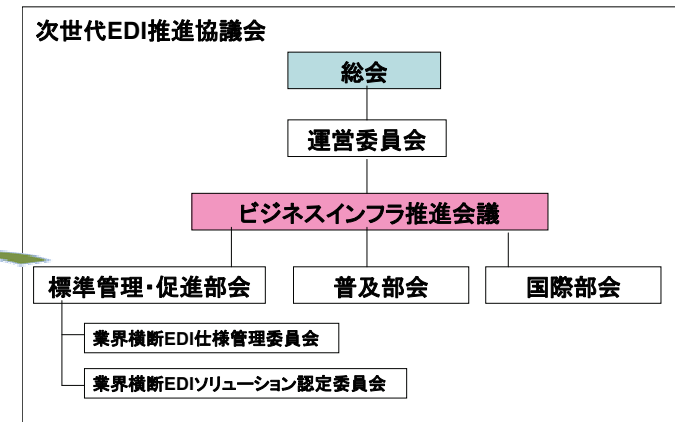 次世代EDI推進協議会
総会
運営委員会
ビジネスインフラ推進会議
標準管理・促進部会
普及部会
国際部会
業界横断EDI仕様管理委員会
業界横断EDIソリューション認定委員会